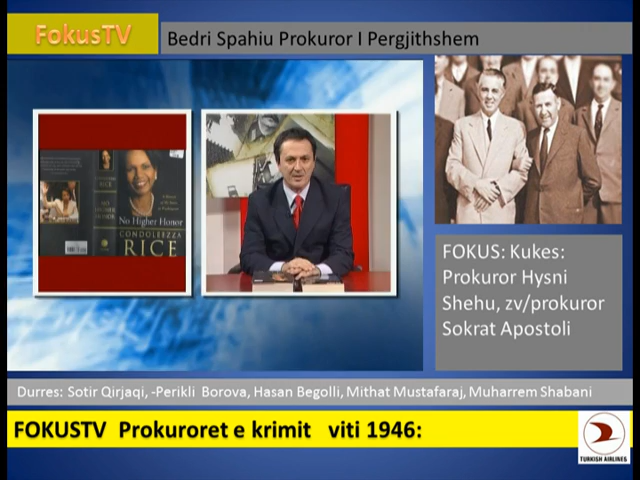 FokusTV
Bedri Spahiu Prokuror I Pergjithshem
No Higher Honor
CONDOLEEZZA
RICE
FOKUS: Kukes:
Prokuror Hysni
Shehu, zv/prokuror
Sokrat Apostoli
Durres: Sotir Qirjaqi, -Perikli Borova, Hasan Begolli, Mithat Mustafaraj, Muharrem Shabani
FOKUSTV Prokuroret e krimit viti 1946:
TURKISH AIRLINES